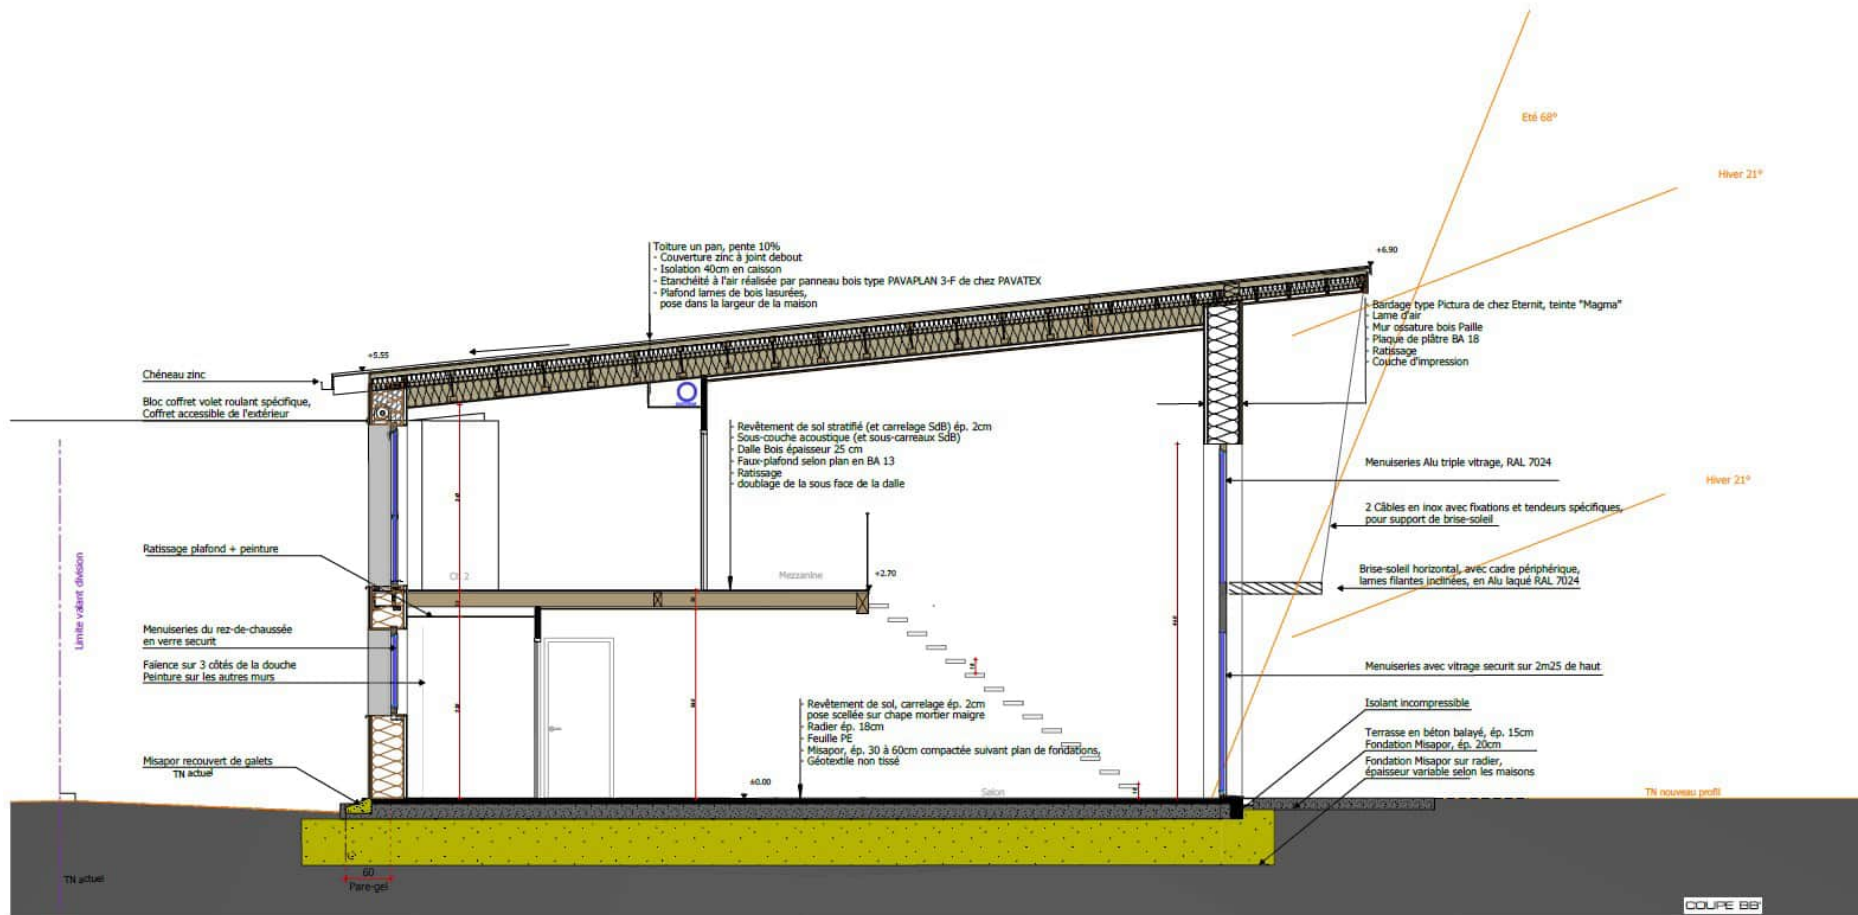 Eté 68°
Hiver 21°
+6.90
Toiture un pan, pente 10%
- Couverture zinc à joint debout
- Isolation 40cm en caisson
- Etanchéité à l'air réalisée par panneau bois type PAVAPLAN 3-F de chez PAVATEX
- Plafond lames de bois lasurées,
pose dans la largeur de la maison
- Bardage type Pictura de chez Eternit, teinte "Magma"
- Lame d'air
- Mur ossature bois Paille
- Plaque de plâtre BA 18
- Ratissage
- Couche d'impression
+5.55
Chéneau zinc
Bloc coffret volet roulant spécifique,
Coffret accessible de l'extérieur
- Revêtement de sol stratifié (et carrelage SdB) ép. 2cm
- Sous-couche acoustique (et sous-carreaux SdB)
- Dalle Bois épaisseur 25 cm
- Faux-plafond selon plan en BA 13
- Ratissage
- doublage de la sous face de la dalle
Menuiseries Alu triple vitrage, RAL 7024
Hiver 21°
2 Câbles en inox avec fixations et tendeurs spécifiques,
pour support de brise-soleil
Ratissage plafond + peinture
Limite valant division
Ch 2
Mezzanine
+2.70
Brise-soleil horizontal, avec cadre périphérique,
lames filantes inclinées, en Alu laqué RAL 7024
Menuiseries du rez-de-chaussée
en verre securit
Faïence sur 3 côtés de la douche
Peinture sur les autres murs
Menuiseries avec vitrage securit sur 2m25 de haut
- Revêtement de sol, carrelage ép. 2cm
pose scellée sur chape mortier maigre
- Radier ép. 18cm
- Feuille PE
- Misapor, ép. 30 à 60cm compactée suivant plan de fondations,
- Géotextile non tissé
Isolant incompressible
Terrasse en béton balayé, ép. 15cm
Fondation Misapor, ép. 20cm
Fondation Misapor sur radier,
épaisseur variable selon les maisons
Misapor recouvert de galets
TN actuel
±0.00
Salon
TN nouveau profil
60
Pare-gel
TN actuel
COUPE BB'